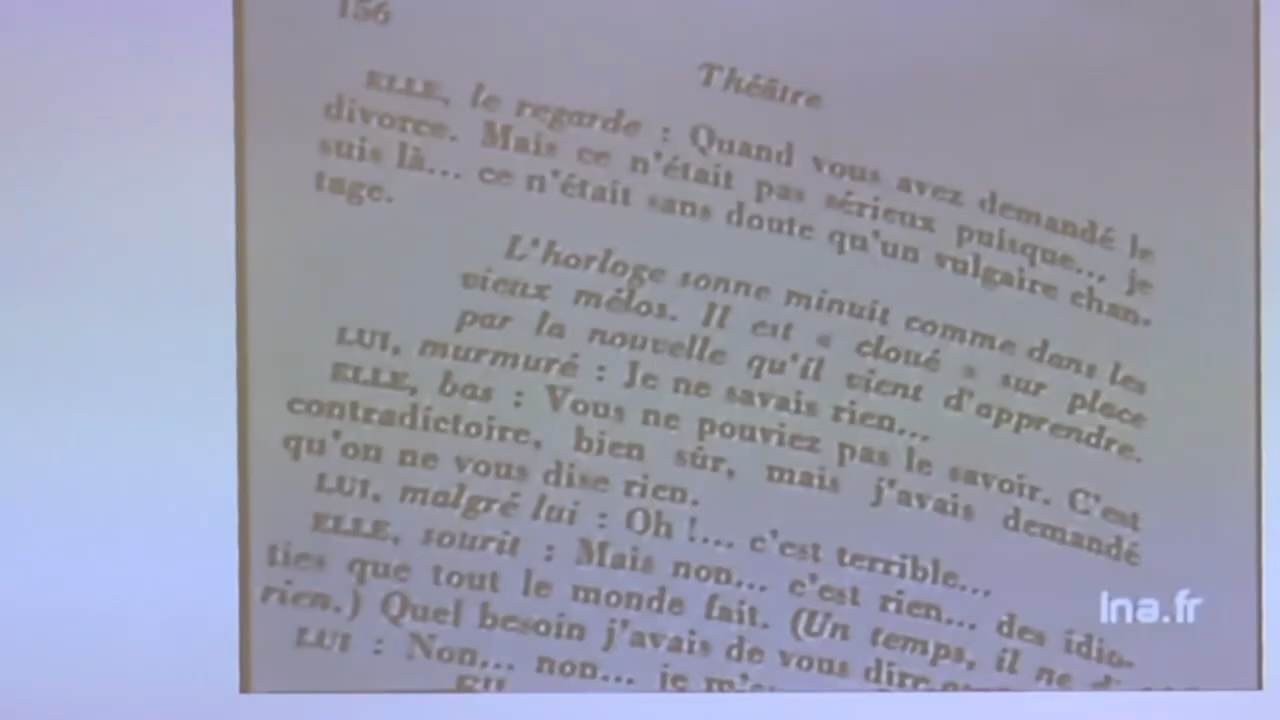 156
Théâtre
ELLE, le regarde : Quand vous avez demandé le
divorce. Mais ce n'était pas sérieux puisque... je
suis là... ce n'était sans doute qu'un vulgaire chan-
tage.
L'horloge sonne minuit comme dans les
vieux mélos. Il est « cloué » sur place
par la nouvelle qu'il vient d'apprendre.
LUI, murmuré : Je ne savais rien...
ELLE, bas : Vous ne pouviez pas le savoir. C'est
contradictoire, bien sûr, mais j'avais demandé
qu'on ne vous dise rien.
LUI, malgré lui : Oh !... c'est terrible...
ELLE, sourit : Mais non... c'est rien... des idio-
ties que tout le monde fait. (Un temps, il ne
rien.) Quel besoin j'avais de vous dire
LUI : Non... non... je
ina.fr